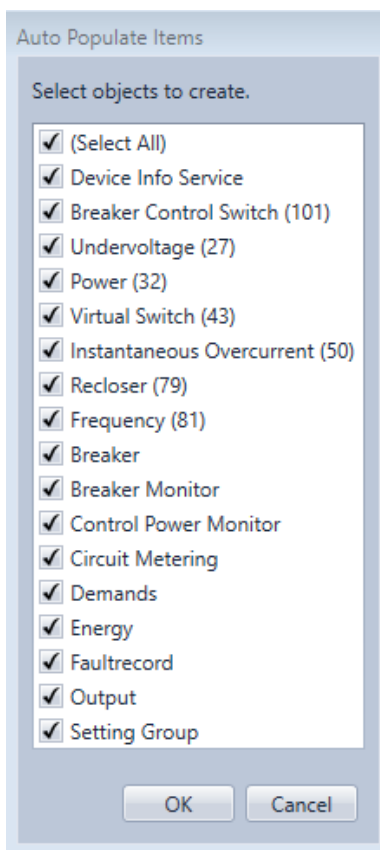 Auto Populate Items
Select objects to create.
(Select All)
Device Info Service
Breaker Control Switch (101)
Undervoltage (27)
Power (32)
Virtual Switch (43)
Instantaneous Overcurrent (50)
Recloser (79)
Frequency (81)
Breaker
Breaker Monitor
Control Power Monitor
Circuit Metering
Demands
Energy
Faultrecord
Output
Setting Group
OK Cancel